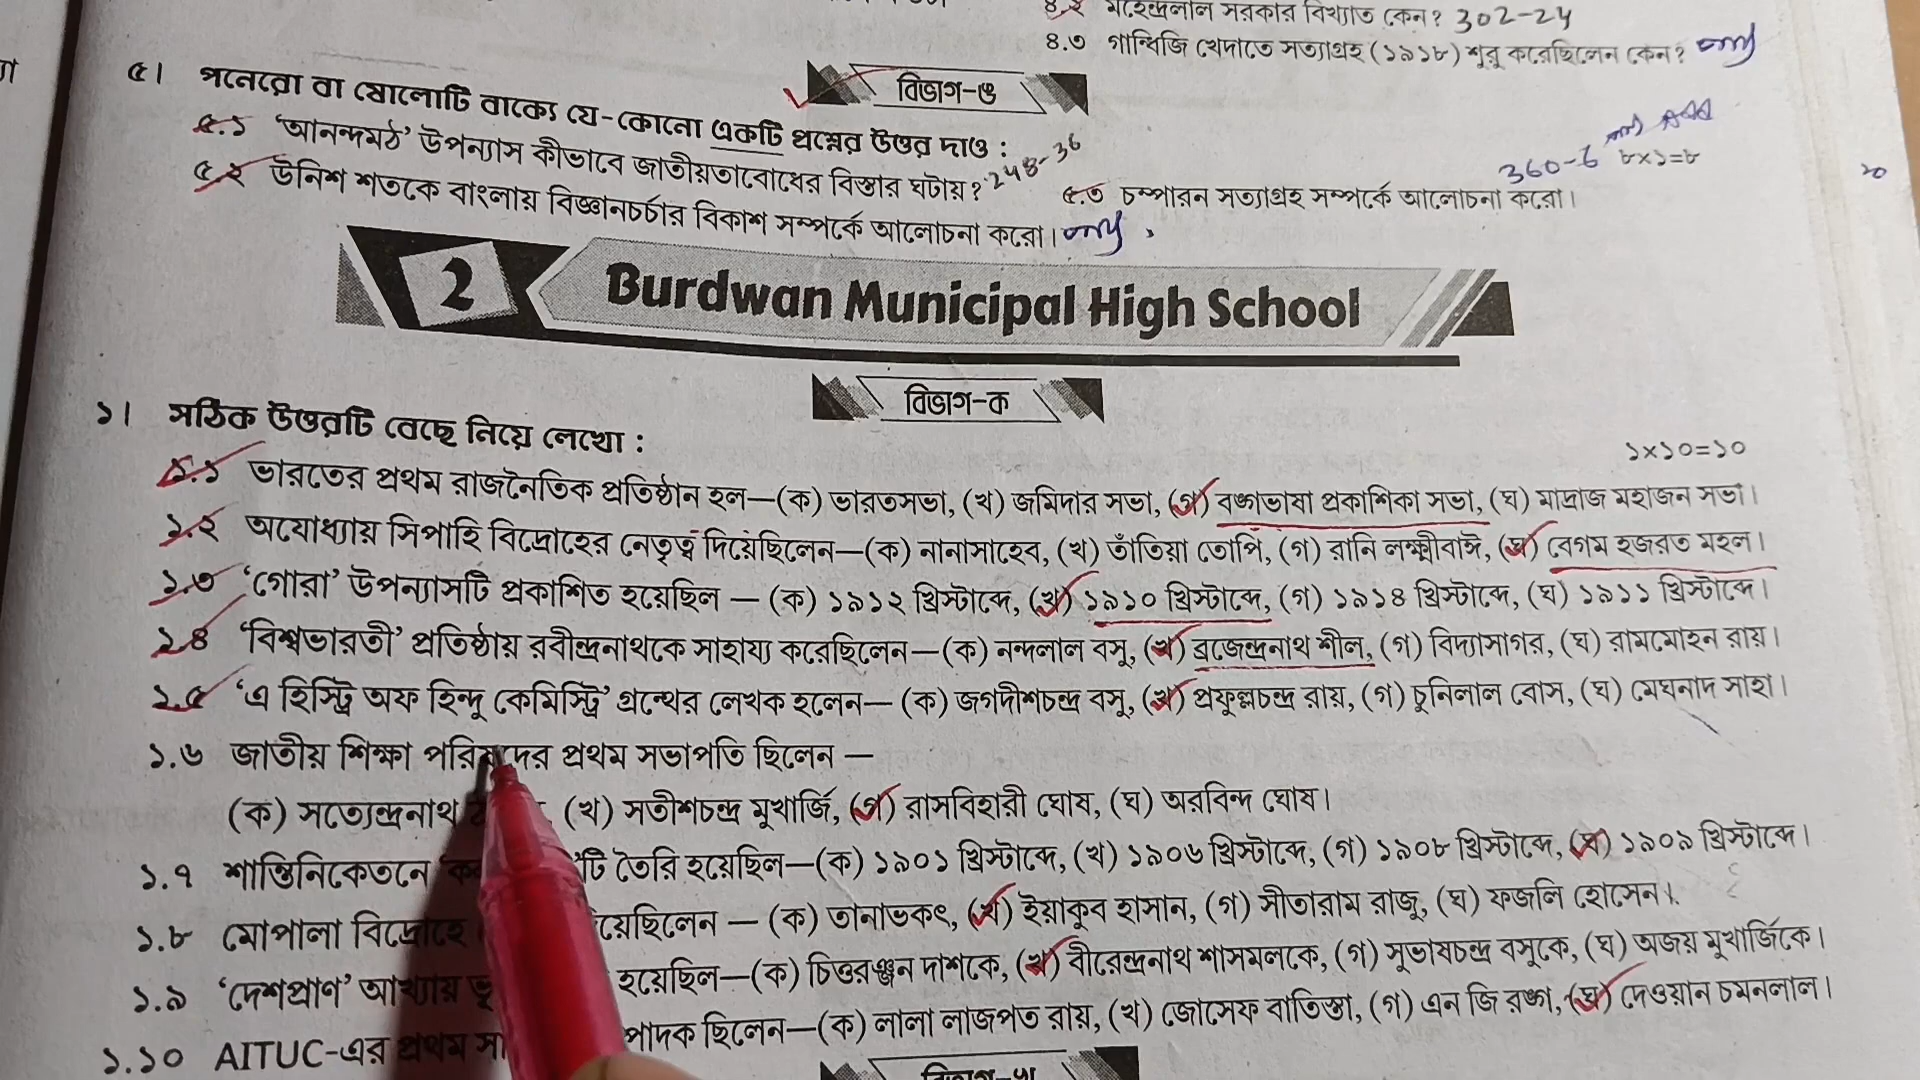 ৪.২ মহেন্দ্রলাল সরকার বিখ্যাত কেন? 302-24
৪.৩ গান্ধিজি খেদাতে সত্যাগ্রহ (১৯১৮) শুরু করেছিলেন কেন?
বিভাগ-ঙ
৫। পনেরো বা ষোলোটি বাক্যে যে-কোনো একটি প্রশ্নের উত্তর দাও :
৮×১=৮
৫.১ 'আনন্দমঠ' উপন্যাস কীভাবে জাতীয়তাবোধের বিস্তার ঘটায়? 248-36
৫.২ উনিশ শতকে বাংলায় বিজ্ঞানচর্চার বিকাশ সম্পর্কে আলোচনা করো।
360-6
৫.৩ চম্পারন সত্যাগ্রহ সম্পর্কে আলোচনা করো।
2 Burdwan Municipal High School
বিভাগ-ক
১। সঠিক উত্তরটি বেছে নিয়ে লেখো :
১×১০=১০
১.১ ভারতের প্রথম রাজনৈতিক প্রতিষ্ঠান হল—(ক) ভারতসভা, (খ) জমিদার সভা, (গ) বঙ্গভাষা প্রকাশিকা সভা, (ঘ) মাদ্রাজ মহাজন সভা।
১.২ অযোধ্যায় সিপাহি বিদ্রোহের নেতৃত্ব দিয়েছিলেন—(ক) নানাসাহেব, (খ) তাঁতিয়া তোপি, (গ) রানি লক্ষ্মীবাঈ, (ঘ) বেগম হজরত মহল।
১.৩ 'গোরা' উপন্যাসটি প্রকাশিত হয়েছিল — (ক) ১৯১২ খ্রিস্টাব্দে, (খ) ১৯১০ খ্রিস্টাব্দে, (গ) ১৯১৪ খ্রিস্টাব্দে, (ঘ) ১৯১১ খ্রিস্টাব্দে।
১.৪ 'বিশ্বভারতী' প্রতিষ্ঠায় রবীন্দ্রনাথকে সাহায্য করেছিলেন—(ক) নন্দলাল বসু, (খ) ব্রজেন্দ্রনাথ শীল, (গ) বিদ্যাসাগর, (ঘ) রামমোহন রায়।
১.৫ 'এ হিস্ট্রি অফ হিন্দু কেমিস্ট্রি' গ্রন্থের লেখক হলেন— (ক) জগদীশচন্দ্র বসু, (খ) প্রফুল্লচন্দ্র রায়, (গ) চুনিলাল বোস, (ঘ) মেঘনাদ সাহা।
১.৬ জাতীয় শিক্ষা পরিষদের প্রথম সভাপতি ছিলেন —
(ক) সত্যেন্দ্রনাথ (খ) সতীশচন্দ্র মুখার্জি, (গ) রাসবিহারী ঘোষ, (ঘ) অরবিন্দ ঘোষ।
১.৭ শান্তিনিকেতনে টি তৈরি হয়েছিল—(ক) ১৯০১ খ্রিস্টাব্দে, (খ) ১৯০৬ খ্রিস্টাব্দে, (গ) ১৯০৮ খ্রিস্টাব্দে, (ঘ) ১৯০৯ খ্রিস্টাব্দে।
১.৮ মোপালা বিদ্রোহে য়েছিলেন — (ক) তানাভকৎ, (খ) ইয়াকুব হাসান, (গ) সীতারাম রাজু, (ঘ) ফজলি হোসেন।
১.৯ 'দেশপ্রাণ' আখ্যায় হয়েছিল—(ক) চিত্তরঞ্জন দাশকে, (খ) বীরেন্দ্রনাথ শাসমলকে, (গ) সুভাষচন্দ্র বসুকে, (ঘ) অজয় মুখার্জিকে।
১.১০ AITUC-এর প্রথম পাদক ছিলেন—(ক) লালা লাজপত রায়, (খ) জোসেফ বাতিস্তা, (গ) এন জি রঙ্গা, (ঘ) দেওয়ান চমনলাল।
বিভাগ-খ